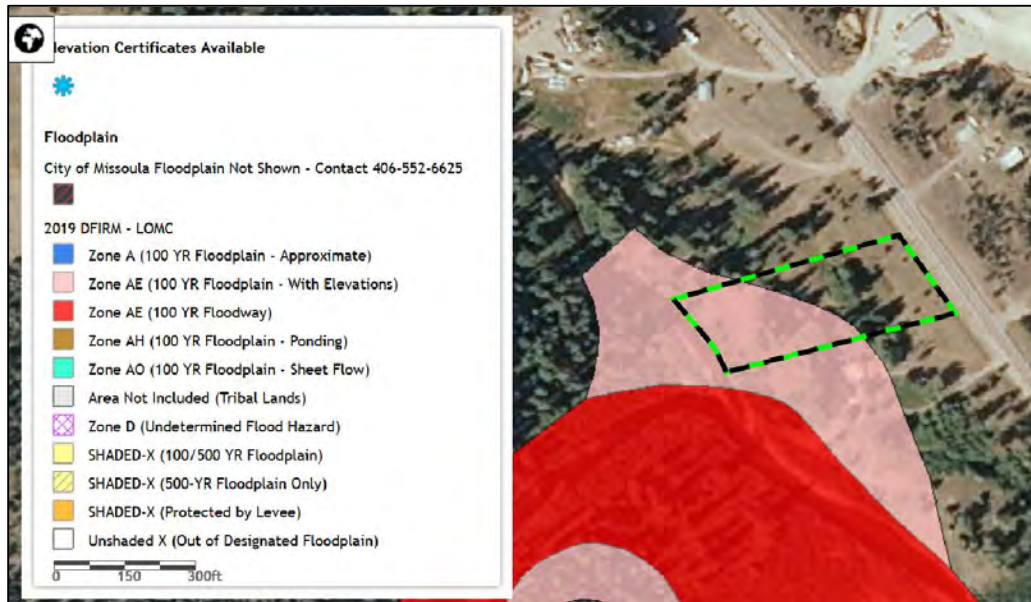 levation Certificates Available
Floodplain
City of Missoula Floodplain Not Shown - Contact 406-552-6625
2019 DFIRM - LOMC
Zone A (100 YR Floodplain - Approximate)
Zone AE (100 YR Floodplain - With Elevations)
Zone AE (100 YR Floodway)
Zone AH (100 YR Floodplain - Ponding)
Zone AO (100 YR Floodplain - Sheet Flow)
Area Not Included (Tribal Lands)
Zone D (Undetermined Flood Hazard)
SHADED-X (100/500 YR Floodplain)
SHADED-X (500-YR Floodplain Only)
SHADED-X (Protected by Levee)
Unshaded X (Out of Designated Floodplain)
0 150 300ft